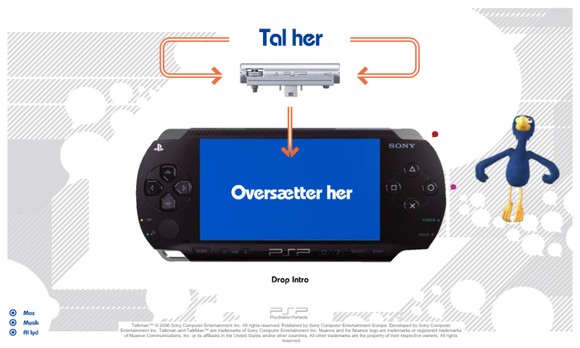 Tal her
SONY
Oversætter her
PSP
Drop Intro
PSP
PlayStation Portable
Max
Musik
Al lyd
Talkman™ © 2006 Sony Computer Entertainment Inc. All rights reserved. Published by Sony Computer Entertainment Europe. Developed by Sony Computer
Entertainment Inc. Talkman and TalkMan™ are trademarks of Sony Computer Entertainment Inc. Nuance and the Nuance logo are trademarks or registered trademarks
of Nuance Communications, Inc. or its affiliates in the United States and/or other countries. All other trademarks are the property of their respective owners. All rights
reserved